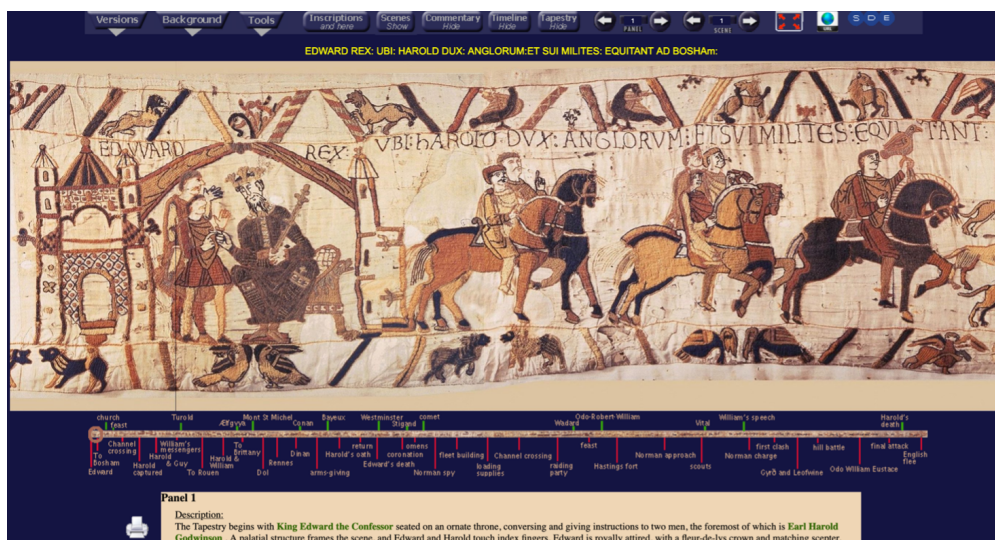 Versions Background Tools Inscriptions and here Scenes Show Commentary Hide Timeline Hide Tapestry Hide 1 PANEL 1 SCENE S D E
EDWARD REX: UBI: HAROLD DUX: ANGLORUM:ET SUI MILITES: EQUITANT AD BOSHAm:
EDVVARD REX: VBI:hAROLD DVX:ANGLORVM:ETSVI MILITES:EQVI TANT:
church
feast
Turold
Ælfgyva
Mont St Michel
Conan
Bayeux
Westminster
Stigand
comet
Wadard
Odo-Robert-William
Vital
William's speech
Harold's death
To Bosham
Edward
Channel crossing
Harold captured
William's messengers
Harold & Guy
To Rouen
Harold & William
To Brittany
Dol
Rennes
Dinan
arms-giving
Harold's oath
return
Edward's death
coronation
omens
Norman spy
fleet building
loading supplies
Channel crossing
raiding party
feast
Hastings fort
Norman approach
scouts
Norman charge
first clash
Gyrð and Leofwine
hill battle
Odo William Eustace
final attack
English flee
Panel 1
Description:
The Tapestry begins with King Edward the Confessor seated on an ornate throne, conversing and giving instructions to two men, the foremost of which is Earl Harold
Godwinson. A palatial structure frames the scene, and Edward and Harold touch index fingers. Edward is royally attired, with a fleur-de-lys crown and matching scepter,